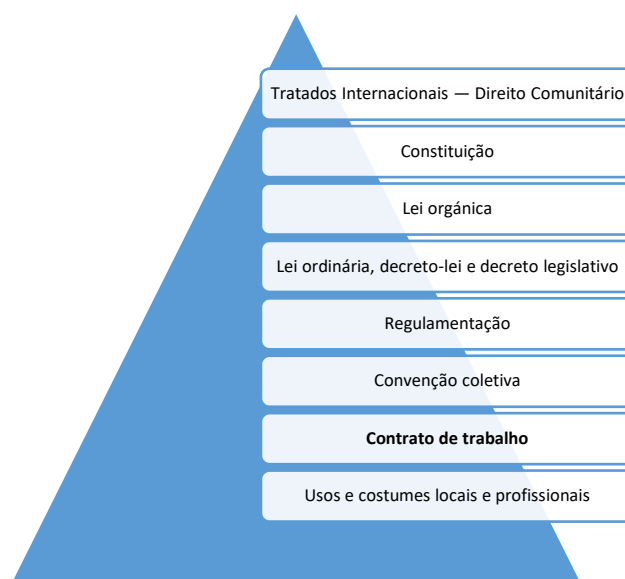 Tratados Internacionais — Direito Comunitário
Constituição
Lei orgánica
Lei ordinária, decreto-lei e decreto legislativo
Regulamentação
Convenção coletiva
Contrato de trabalho
Usos e costumes locais e profissionais